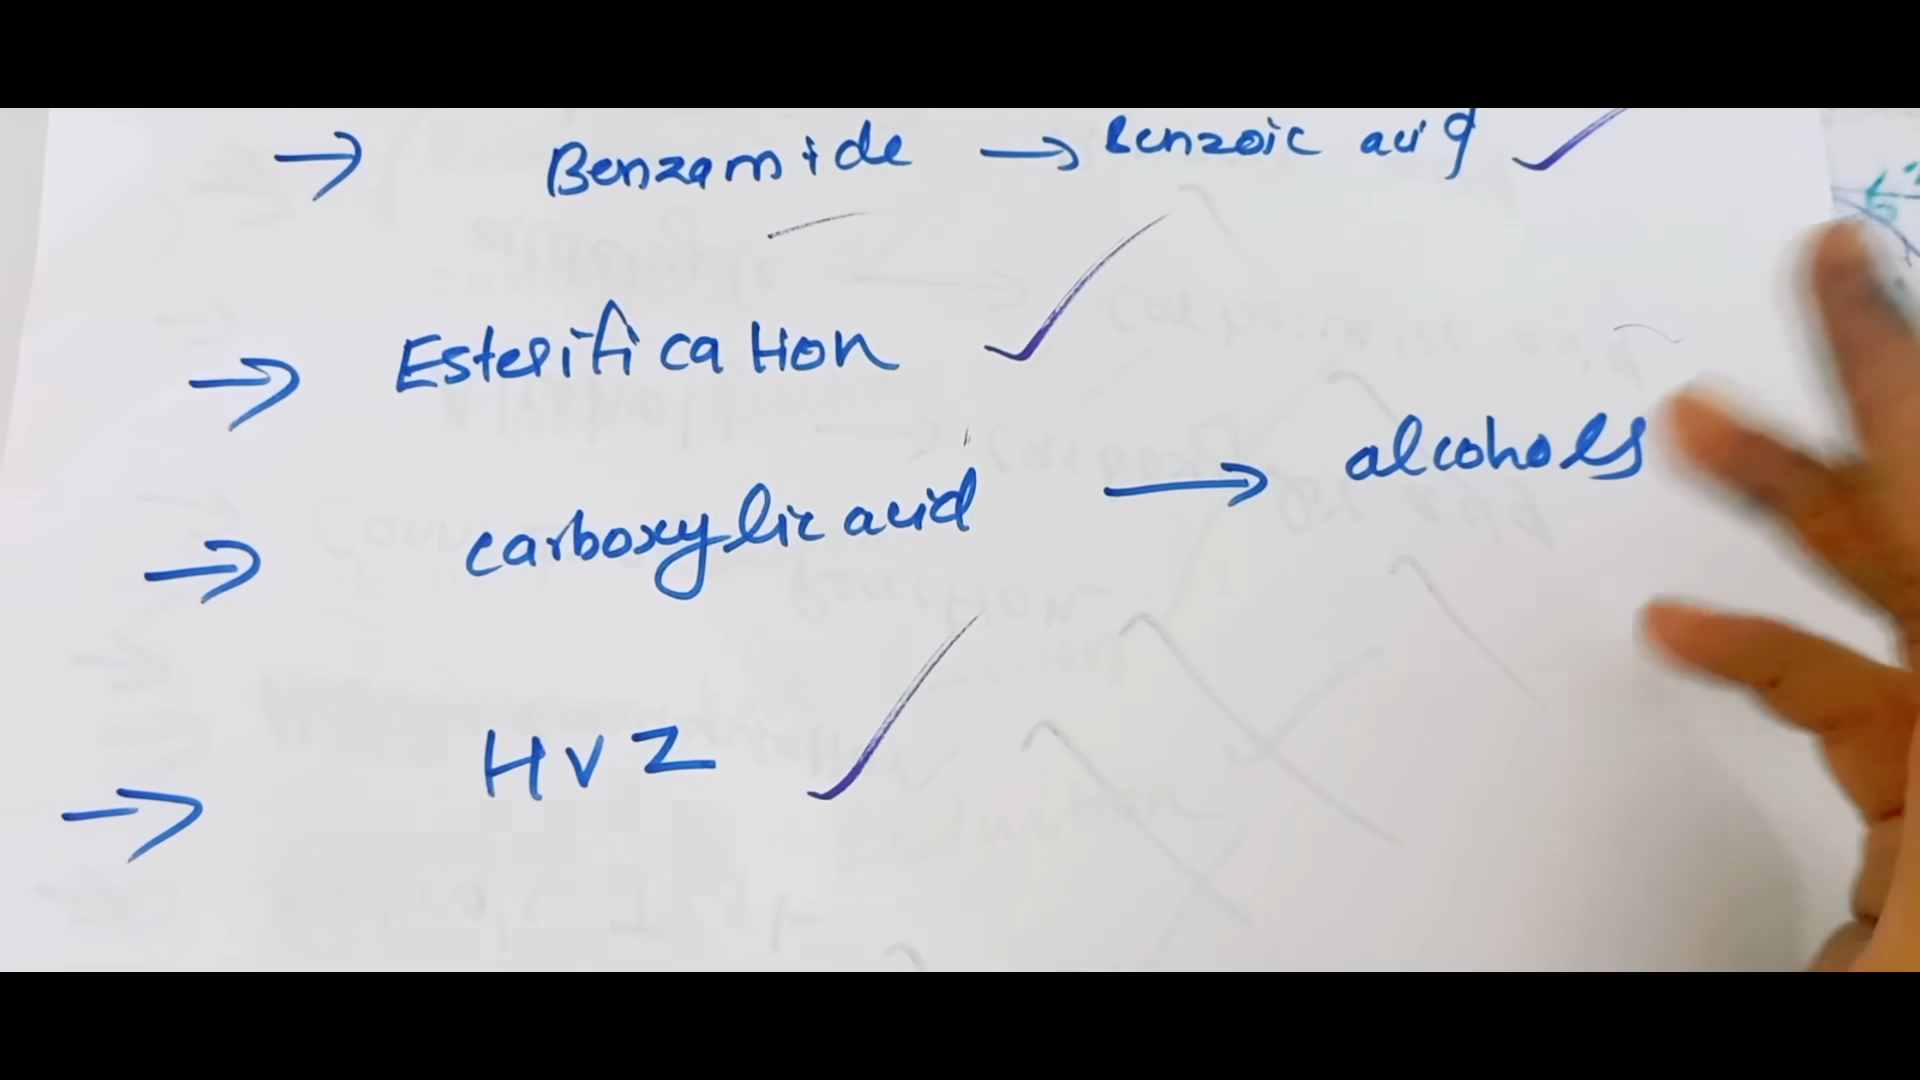 → Benzamide → Benzoic acid ✓
→ Esterification ✓
→ carboxylic acid → alcohols
→ HVZ ✓